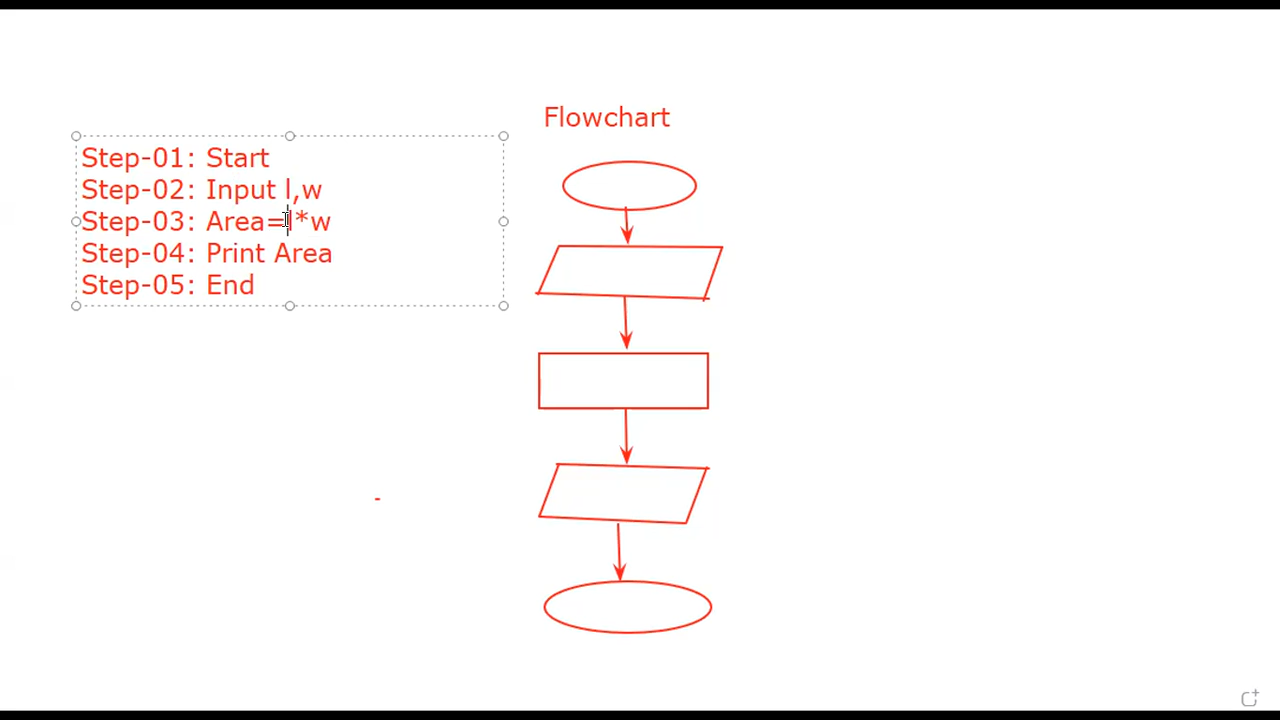 Flowchart
Step-01: Start
Step-02: Input l,w
Step-03: Area=l*w
Step-04: Print Area
Step-05: End